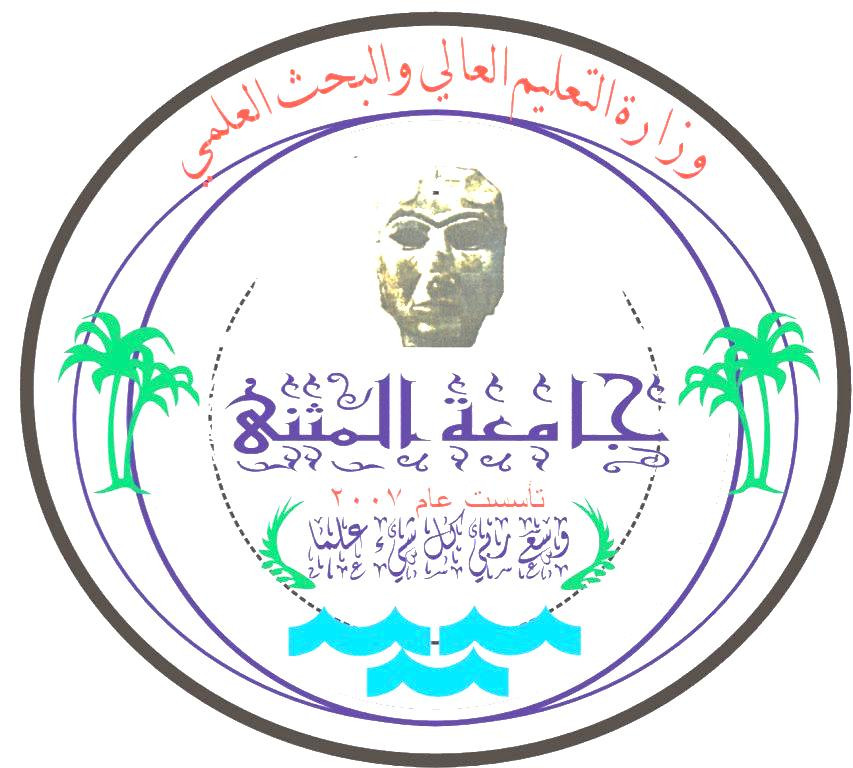 وزارة التعليم العالي والبحث العلمي
جامعة المثنى
تأسست عام ٢٠٠٧
وسع ربي كل شيء علما